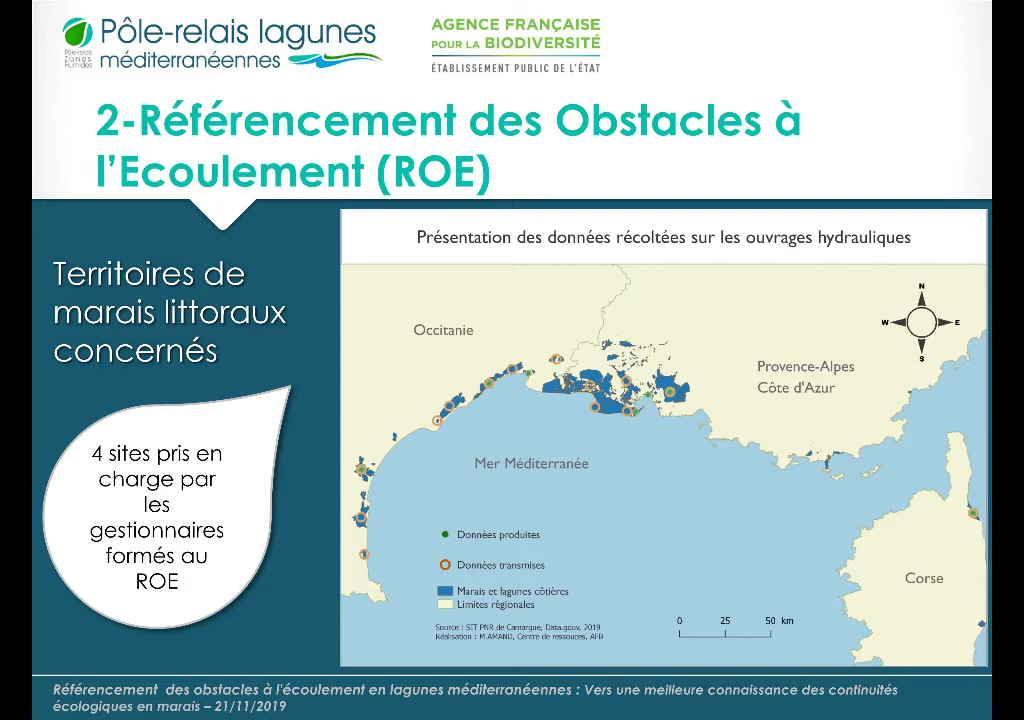 Pôle-relais lagunes
méditerranéennes
Pôle-relais
Zones
Humides
AGENCE FRANÇAISE
POUR LA BIODIVERSITÉ
ÉTABLISSEMENT PUBLIC DE L'ÉTAT
2-Référencement des Obstacles à
l'Ecoulement (ROE)
Territoires de
marais littoraux
concernés
4 sites pris en
charge par
les
gestionnaires
formés au
ROE
Présentation des données récoltées sur les ouvrages hydrauliques
N
W
E
S
Occitanie
Provence-Alpes
Côte d'Azur
Mer Méditerranée
Corse
Données produites
Données transmises
Marais et lagunes côtières
Limites régionales
Source : SIT PNR de Camargue, Data.gouv, 2019
Réalisation : M.AMAND, Centre de ressouces, AFB
0 25 50 km
Référencement des obstacles à l'écoulement en lagunes méditerranéennes : Vers une meilleure connaissance des continuités
écologiques en marais – 21/11/2019